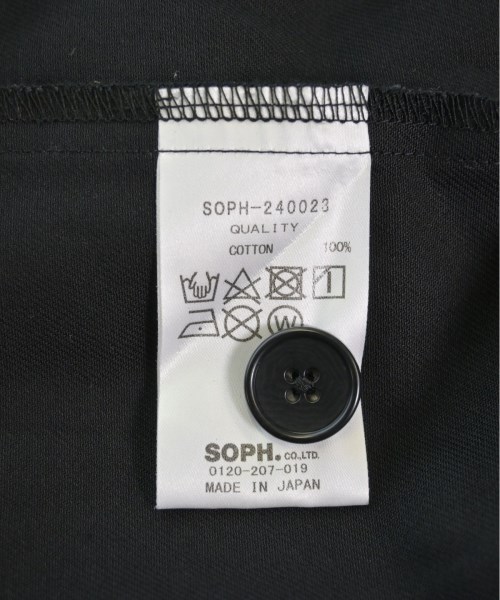 SOPH-240023
QUALITY
COTTON 100%
W
SOPH. CO.,LTD.
0120-207-019
MADE IN JAPAN